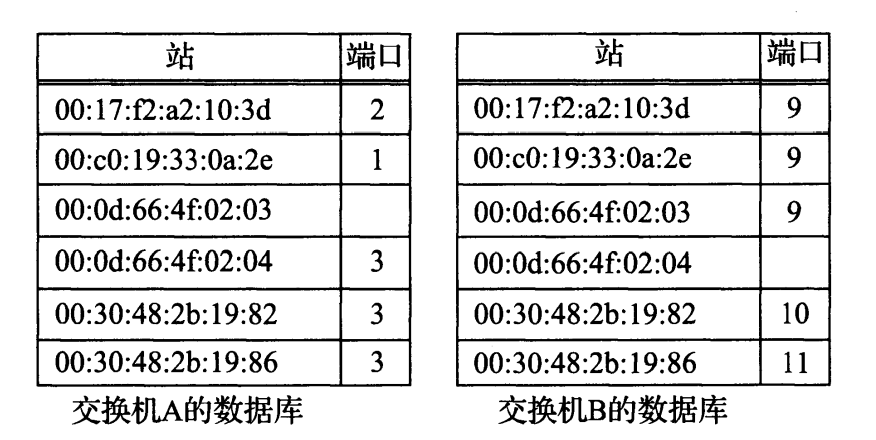 站 端口
00:17:f2:a2:10:3d 2
00:c0:19:33:0a:2e 1
00:0d:66:4f:02:03
00:0d:66:4f:02:04 3
00:30:48:2b:19:82 3
00:30:48:2b:19:86 3
交换机A的数据库
站 端口
00:17:f2:a2:10:3d 9
00:c0:19:33:0a:2e 9
00:0d:66:4f:02:03 9
00:0d:66:4f:02:04
00:30:48:2b:19:82 10
00:30:48:2b:19:86 11
交换机B的数据库